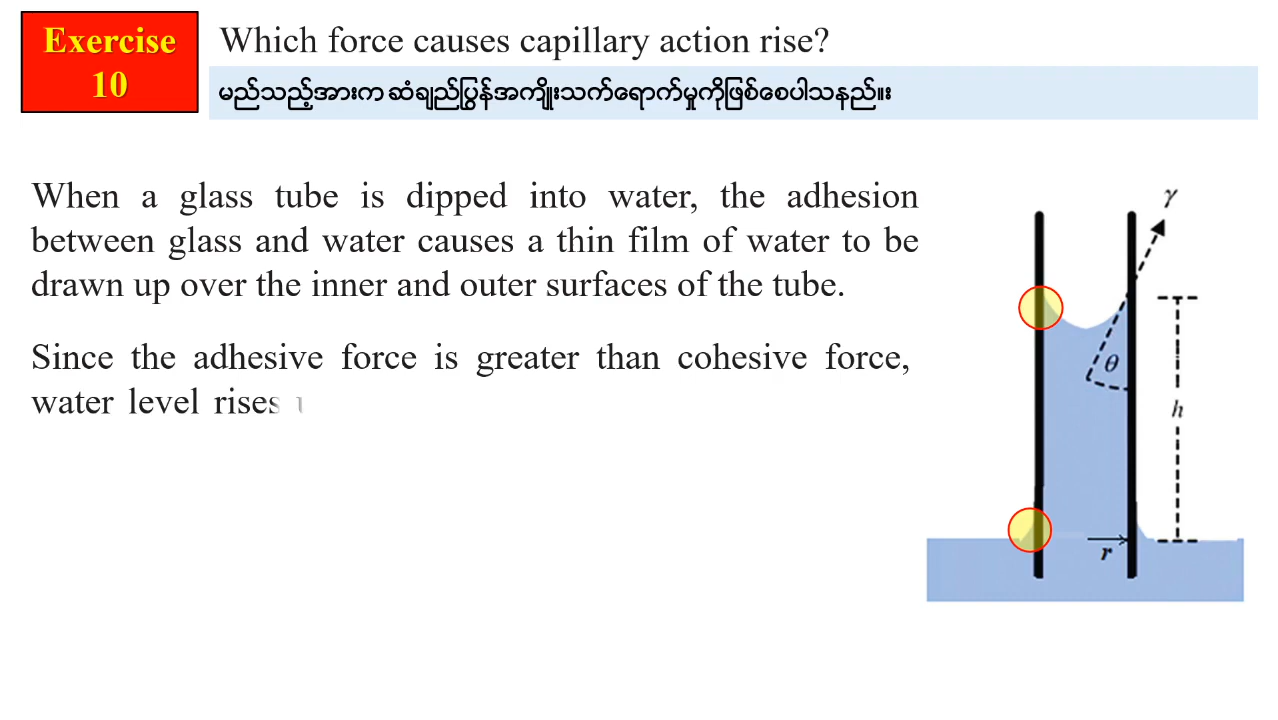 Exercise
10
Which force causes capillary action rise?
မည်သည့်အားက ဆံချည်ပြွန်အကျိုးသက်ရောက်မှုကိုဖြစ်စေပါသနည်။း
When a glass tube is dipped into water, the adhesion
between glass and water causes a thin film of water to be
drawn up over the inner and outer surfaces of the tube.
Since the adhesive force is greater than cohesive force,
water level rises
γ
θ
h
r